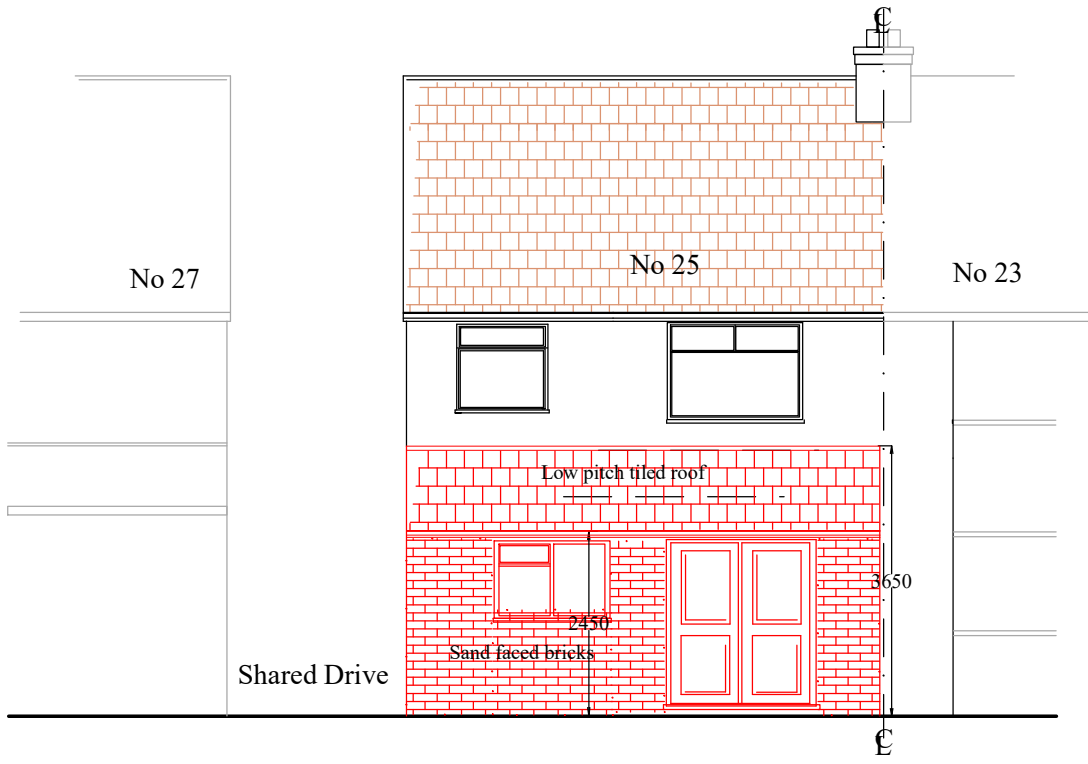 ℄
No 27
No 25
No 23
Low pitch tiled roof
3650
2450
Sand faced bricks
Shared Drive
℄